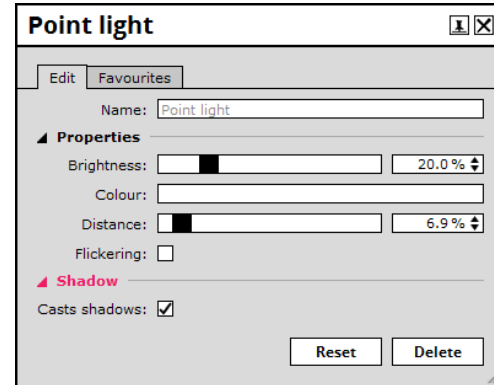 Point light
Edit Favourites
Name: Point light
Properties
Brightness: 20.0 %
Colour:
Distance: 6.9 %
Flickering:
Shadow
Casts shadows:
Reset Delete